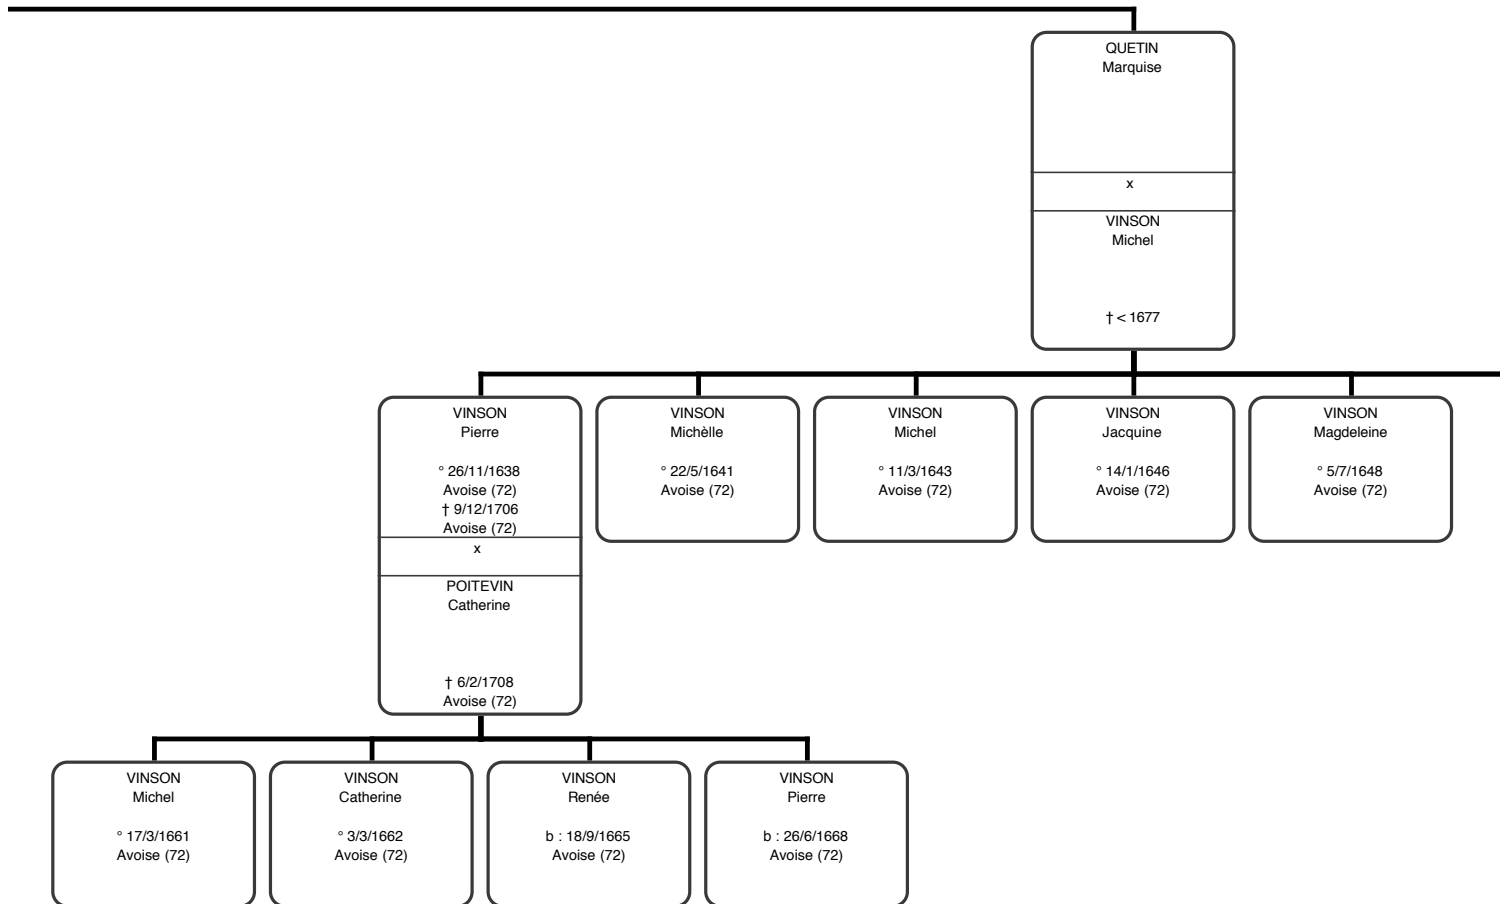 QUETIN
Marquise
x
VINSON
Michel
† < 1677
VINSON
Pierre
° 26/11/1638
Avoise (72)
† 9/12/1706
Avoise (72)
x
POITEVIN
Catherine
† 6/2/1708
Avoise (72)
VINSON
Michèlle
° 22/5/1641
Avoise (72)
VINSON
Michel
° 11/3/1643
Avoise (72)
VINSON
Jacquine
° 14/1/1646
Avoise (72)
VINSON
Magdeleine
° 5/7/1648
Avoise (72)
VINSON
Michel
° 17/3/1661
Avoise (72)
VINSON
Catherine
° 3/3/1662
Avoise (72)
VINSON
Renée
b : 18/9/1665
Avoise (72)
VINSON
Pierre
b : 26/6/1668
Avoise (72)